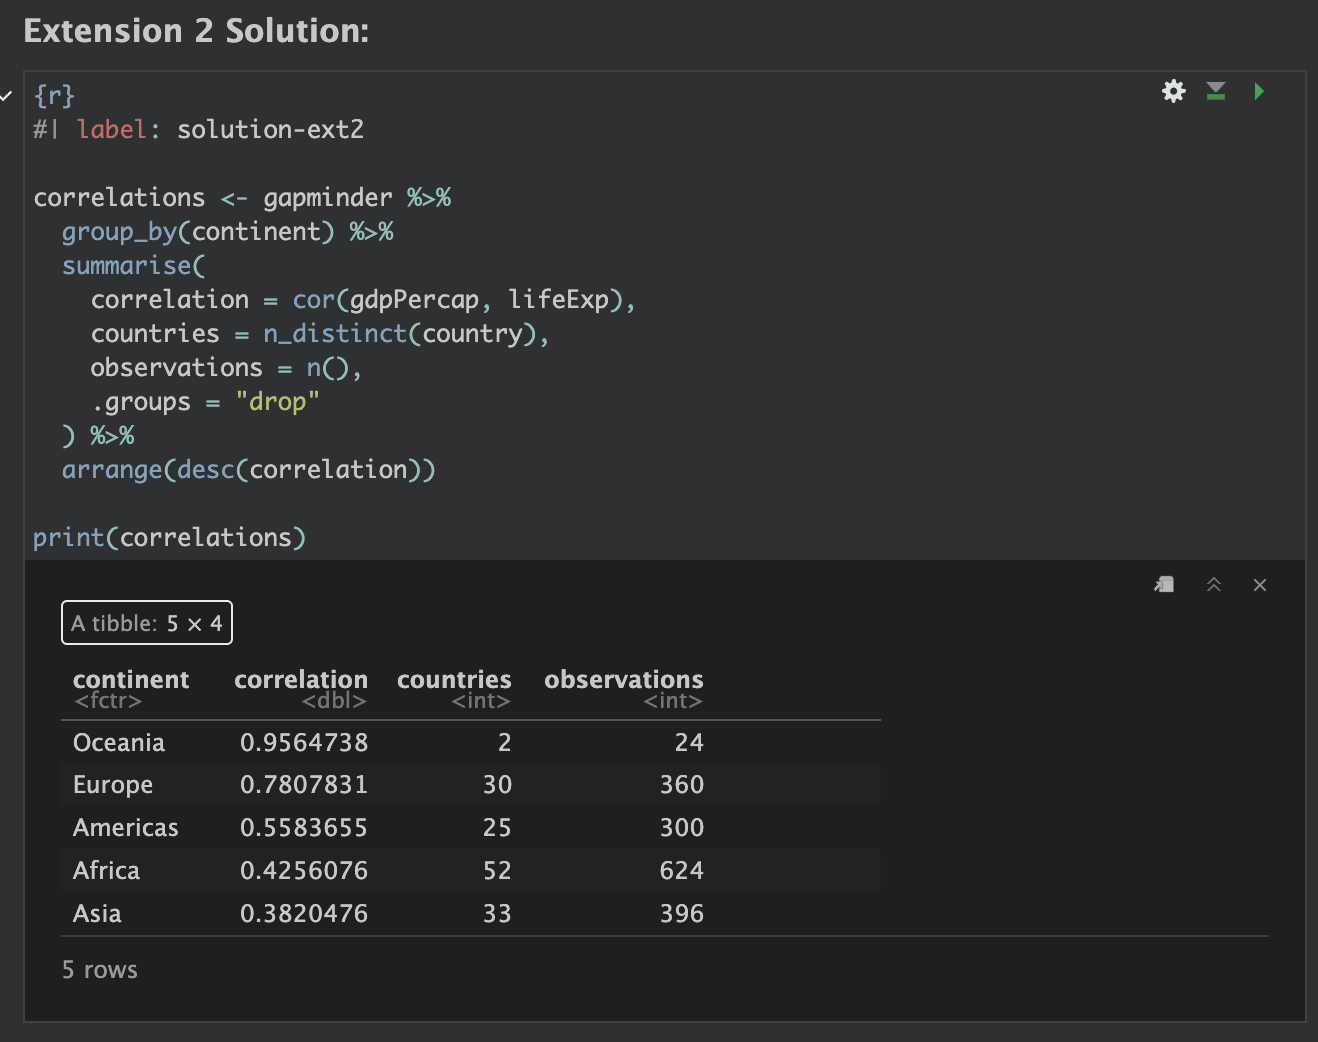 Extension 2 Solution:
{r}
#| label: solution-ext2
correlations <- gapminder %>%
  group_by(continent) %>%
  summarise(
    correlation = cor(gdpPercap, lifeExp),
    countries = n_distinct(country),
    observations = n(),
    .groups = "drop"
  ) %>%
  arrange(desc(correlation))
print(correlations)
A tibble: 5 × 4
continent correlation countries observations
<fctr> <dbl> <int> <int>
Oceania 0.9564738 2 24
Europe 0.7807831 30 360
Americas 0.5583655 25 300
Africa 0.4256076 52 624
Asia 0.3820476 33 396
5 rows